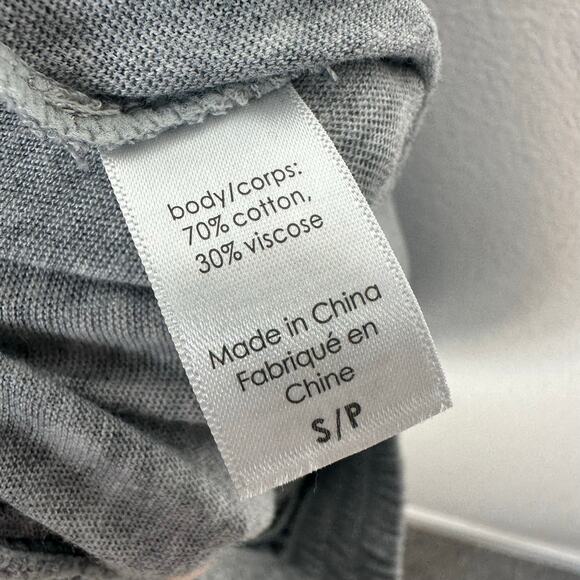 body/corps:
70% cotton,
30% viscose
Made in China
Fabriqué en
Chine
S/P